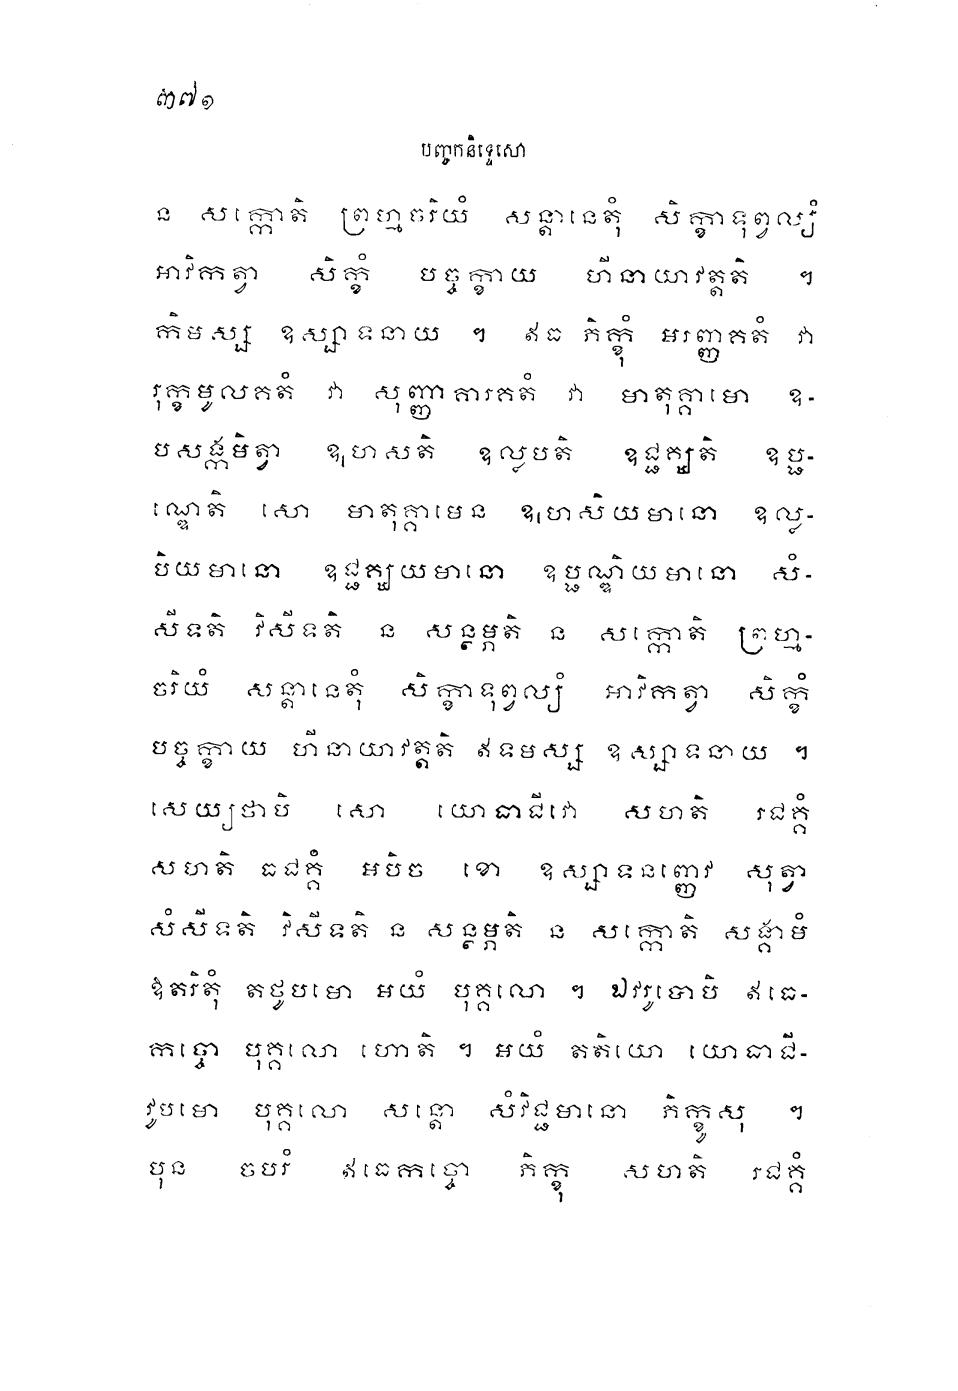 ៣៧១
បញ្ចកនិទ្ទេសោ
ន សក្កោតិ ព្រហ្មចរិយំ សន្តានេតុំ សិក្ខាទុព្វល្យំ
អាវិកត្វា សិក្ខំ បច្ចក្ខាយ ហីនាយាវត្តតិ ។
កិមស្ស ឧស្សាទនាយ ។ ឥធ ភិក្ខុំ អរញ្ញគតំ វា
រុក្ខមូលគតំ វា សុញ្ញាគារគតំ វា មាតុគ្គាមោ ឧ-
បសង្កមិត្វា ឧហសតិ ឧល្លបតិ ឧជ្ឈក្ឃតិ ឧប្ផ-
ណ្ឌេតិ សោ មាតុគ្គាមេន ឧហសិយមានោ ឧល្ល-
បិយមានោ ឧជ្ឈក្ឃយមានោ ឧប្ផណ្ឌិយមានោ សំ-
សីទតិ វិសីទតិ ន សន្ថម្ភតិ ន សក្កោតិ ព្រហ្ម-
ចរិយំ សន្តានេតុំ សិក្ខាទុព្វល្យំ អាវិកត្វា សិក្ខំ
បច្ចក្ខាយ ហីនាយាវត្តតិ ឥទមស្ស ឧស្សាទនាយ ។
សេយ្យថាបិ សោ យោធាជីវោ សហតិ រជគ្គំ
សហតិ ធជគ្គំ អបិច ខោ ឧស្សាទនញ្ញេវ សុត្វា
សំសីទតិ វិសីទតិ ន សន្ថម្ភតិ ន សក្កោតិ សង្គាមំ
ឱតរិតុំ តថូបមោ អយំ បុគ្គលោ ។ ឯវរូបោបិ ឥធេ-
កច្ចោ បុគ្គលោ ហោតិ ។ អយំ តតិយោ យោធាជី-
វូបមោ បុគ្គលោ សន្តោ សំវិជ្ជមានោ ភិក្ខូសុ ។
បុន ចបរំ ឥធេកច្ចោ ភិក្ខុ សហតិ រជគ្គំ